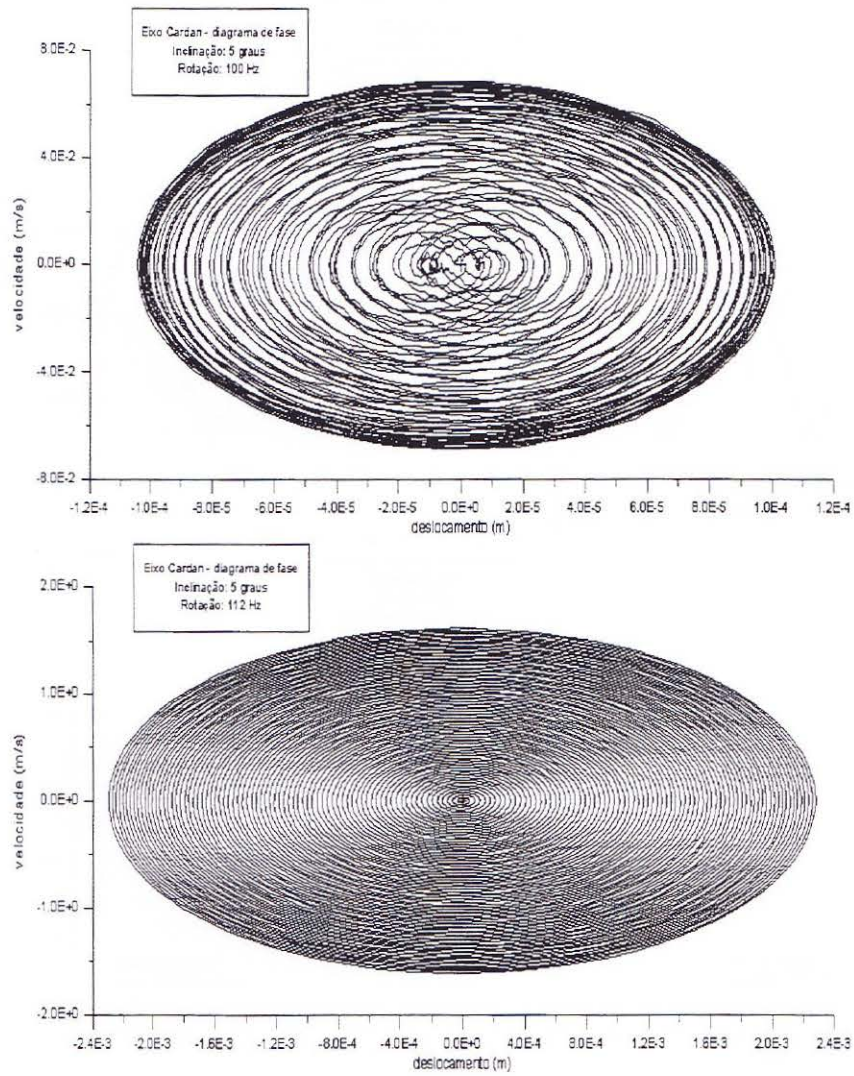 Eixo Cardan - diagrama de fase
Inclinação: 5 graus
Rotação: 100 Hz
8.0E-2
4.0E-2
0.0E+0
-4.0E-2
-8.0E-2
velocidade (m/s)
-1.2E-4 -1.0E-4 -8.0E-5 -6.0E-5 -4.0E-5 -2.0E-5 0.0E+0 2.0E-5 4.0E-5 6.0E-5 8.0E-5 1.0E-4 1.2E-4
deslocamento (m)
Eixo Cardan - diagrama de fase
Inclinação: 5 graus
Rotação: 112 Hz
2.0E+0
1.0E+0
0.0E+0
-1.0E+0
-2.0E+0
velocidade (m/s)
-2.4E-3 -2.0E-3 -1.6E-3 -1.2E-3 -8.0E-4 -4.0E-4 0.0E+0 4.0E-4 8.0E-4 1.2E-3 1.6E-3 2.0E-3 2.4E-3
deslocamento (m)